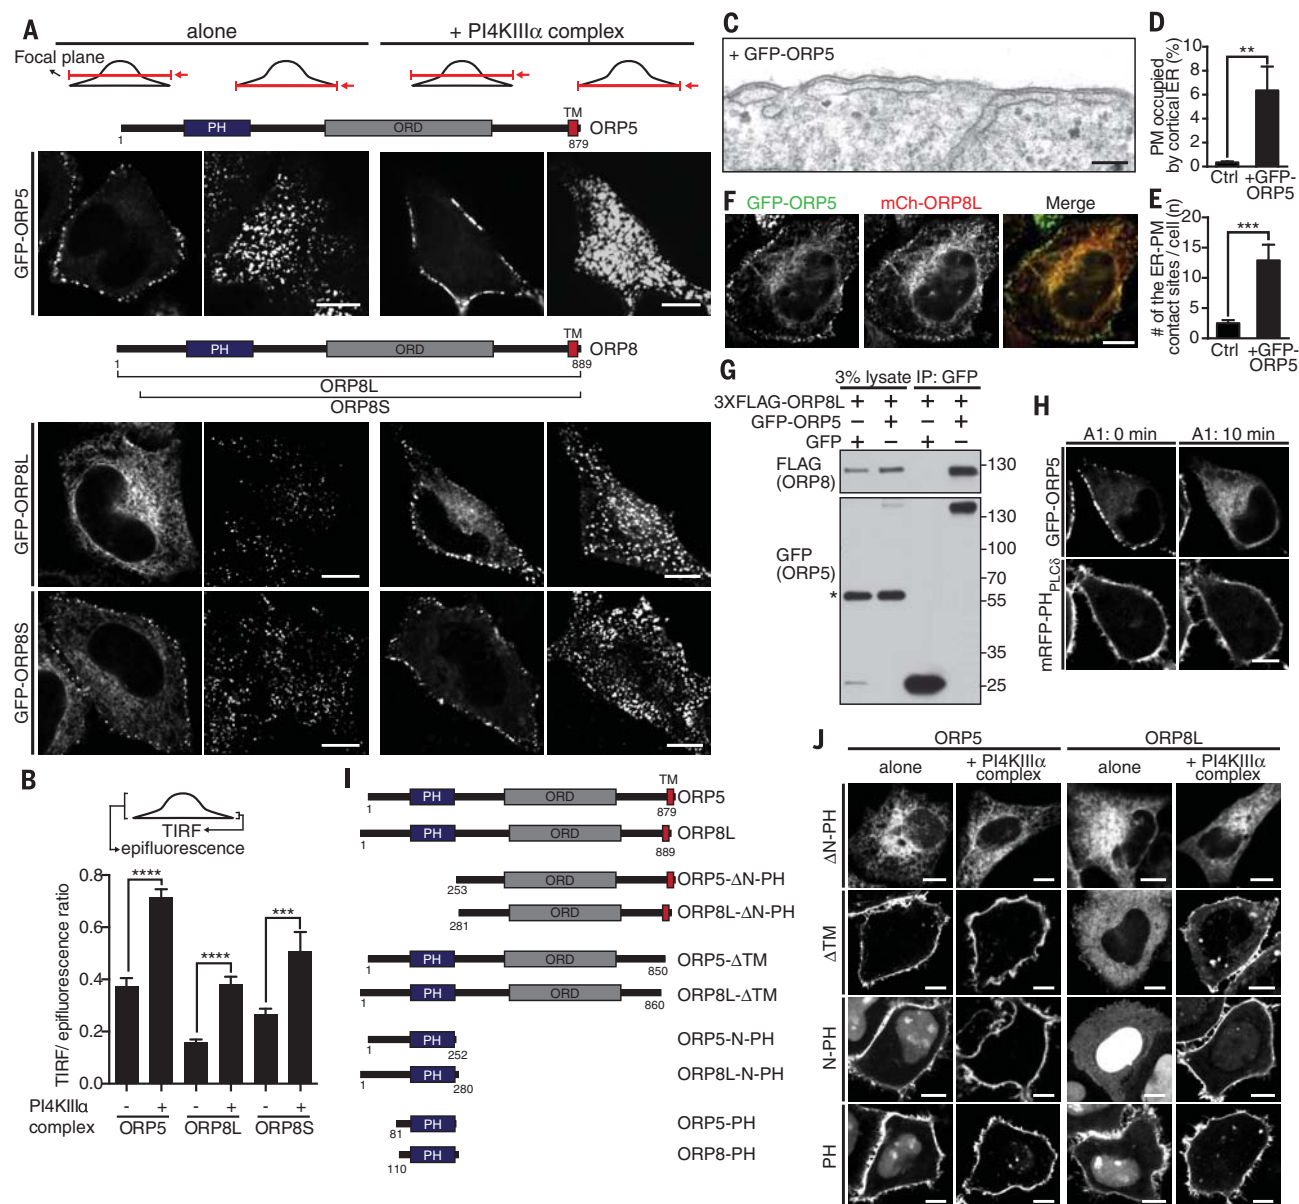 A
alone
+ PI4KIIIα complex
Focal plane
TM
PH
ORD
ORP5
1
879
GFP-ORP5
TM
PH
ORD
ORP8
1
889
ORP8L
ORP8S
GFP-ORP8L
GFP-ORP8S
B
TIRF
epifluorescence
TIRF/ epifluorescence ratio
0.8
0.6
0.4
0.2
0.0
****
****
***
PI4KIIIα complex
- + - + - +
ORP5 ORP8L ORP8S
C
+ GFP-ORP5
D
PM occupied
by cortical ER (%)
10
8
6
4
2
0
**
Ctrl +GFP-
ORP5
E
# of the ER-PM
contact sites / cell (n)
20
15
10
5
0
***
Ctrl +GFP-
ORP5
F
GFP-ORP5 mCh-ORP8L Merge
G
3% lysate IP: GFP
3XFLAG-ORP8L + + + +
GFP-ORP5 − + − +
GFP + − + −
FLAG
(ORP8)
-130
GFP
(ORP5)
-130
-100
-70
*
-55
-35
-25
H
A1: 0 min A1: 10 min
GFP-ORP5
mRFP-PHPLCδ
I
TM
1 PH ORD 879 ORP5
1 PH ORD 889 ORP8L
253 ORD ORP5-ΔN-PH
281 ORD ORP8L-ΔN-PH
1 PH ORD 850 ORP5-ΔTM
1 PH ORD 860 ORP8L-ΔTM
1 PH 252 ORP5-N-PH
1 PH 280 ORP8L-N-PH
81 PH ORP5-PH
110 PH ORP8-PH
J
ORP5 ORP8L
alone + PI4KIIIα complex alone + PI4KIIIα complex
ΔN-PH
ΔTM
N-PH
PH